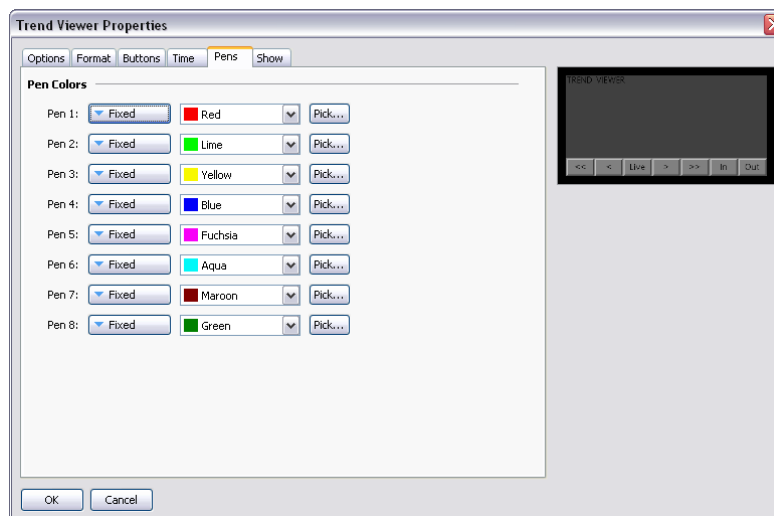 Trend Viewer Properties
Options Format Buttons Time Pens Show
Pen Colors
Pen 1: Fixed Red Pick...
Pen 2: Fixed Lime Pick...
Pen 3: Fixed Yellow Pick...
Pen 4: Fixed Blue Pick...
Pen 5: Fixed Fuchsia Pick...
Pen 6: Fixed Aqua Pick...
Pen 7: Fixed Maroon Pick...
Pen 8: Fixed Green Pick...
TREND VIEWER
<< < Live > >> In Out
OK Cancel